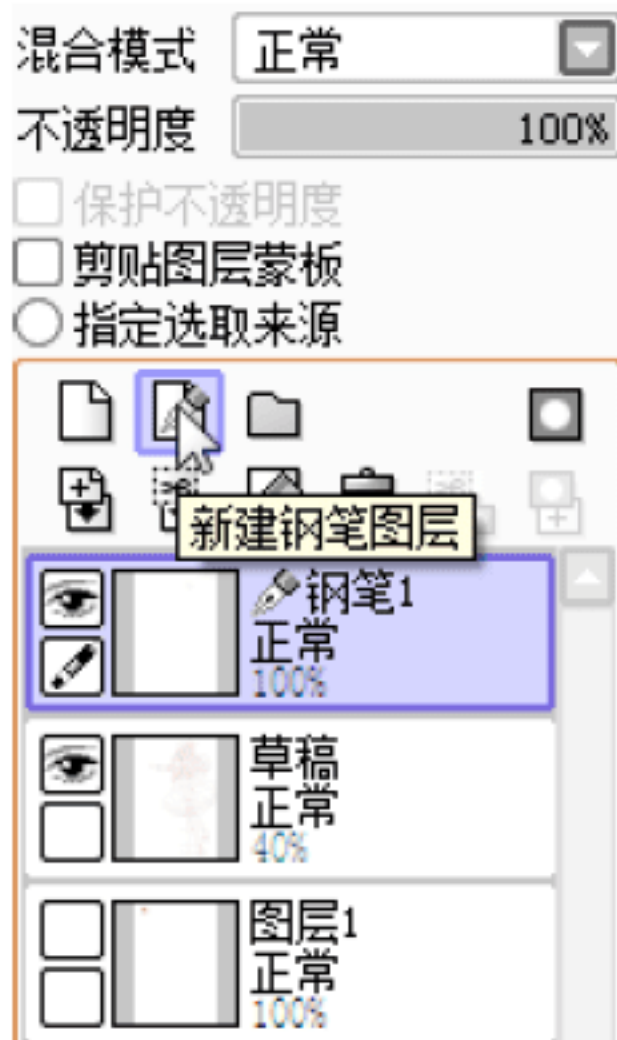 混合模式 正常
不透明度 100%
保护不透明度
剪贴图层蒙板
指定选取来源
新建钢笔图层
钢笔1
正常
100%
草稿
正常
40%
图层1
正常
100%